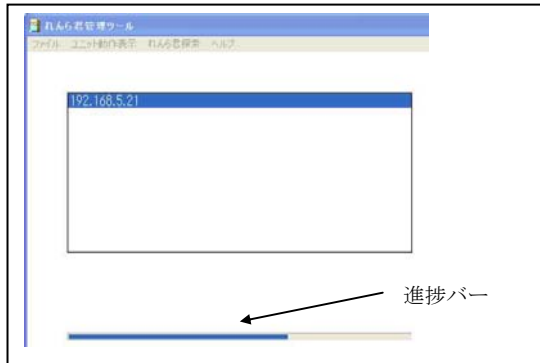 れんら君管理ツール
ファイル ユニット動作表示 れんら君探索 ヘルプ
192.168.5.21
進捗バー